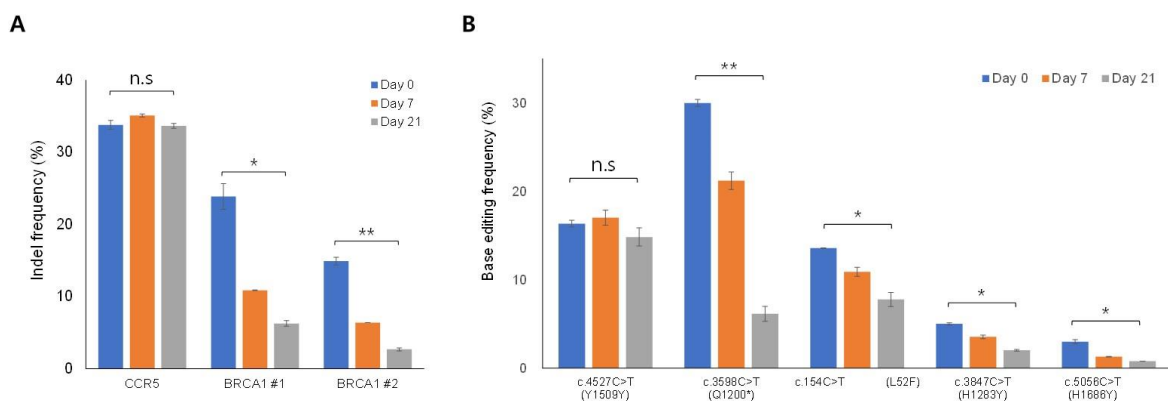 A
B
40
30
20
10
0
Indel frequency (%)
n.s
*
**
Day 0
Day 7
Day 21
CCR5
BRCA1 #1
BRCA1 #2
30
20
10
0
Base editing frequency (%)
n.s
**
*
*
*
Day 0 Day 7 Day 21
c.4527C>T c.3598C>T c.154C>T (L52F) c.3847C>T c.5056C>T
(Y1509Y) (Q1200*) (H1283Y) (H1686Y)